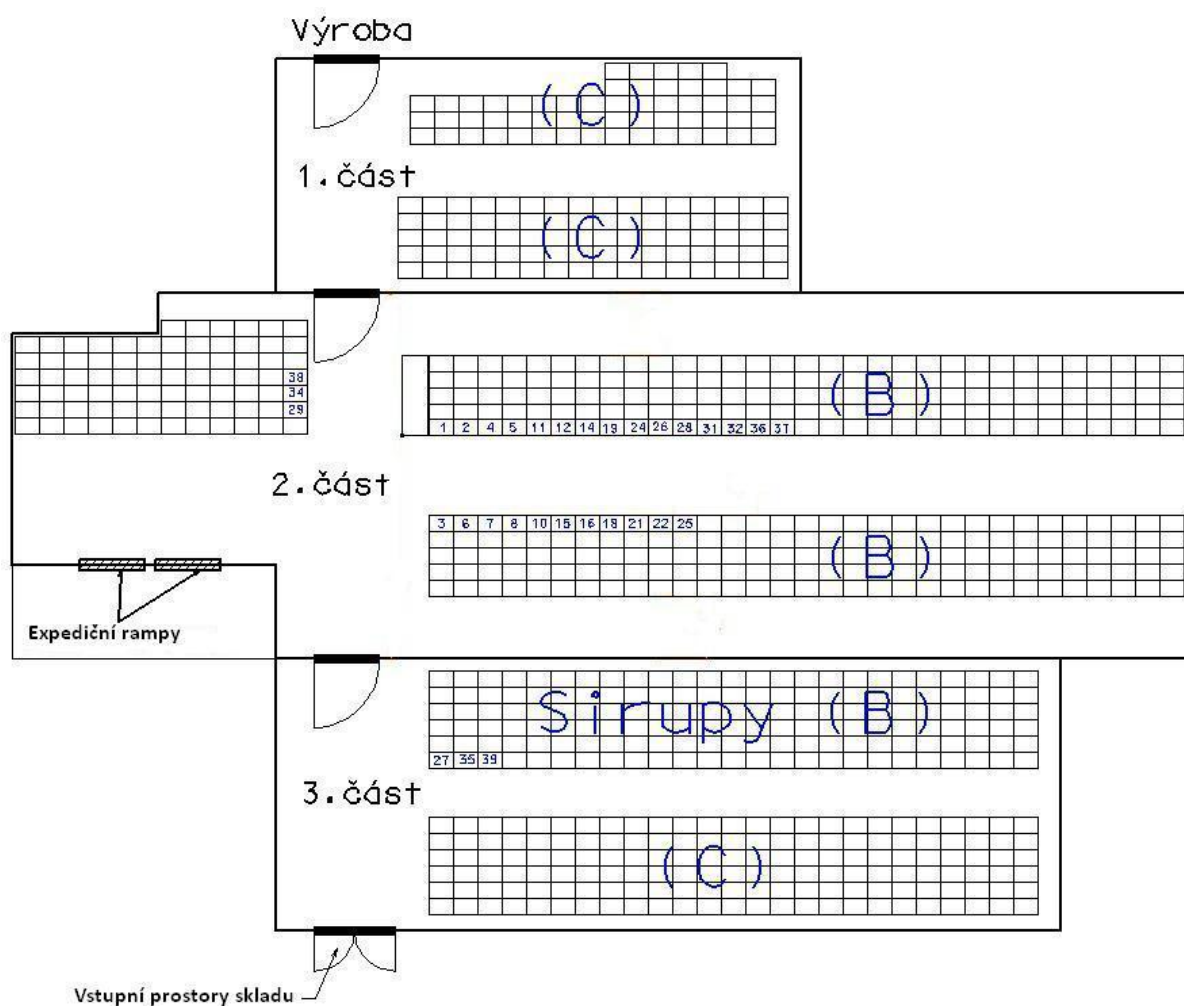 Výroba
(C)
1.část
(C)
38
34
29
(B)
1 2 4 5 11 12 14 19 24 26 28 31 32 36 37
2.část
3 6 7 8 10 15 16 18 21 22 25
(B)
Expediční rampy
Sirupy (B)
27 35 39
3.část
(C)
Vstupní prostory skladu